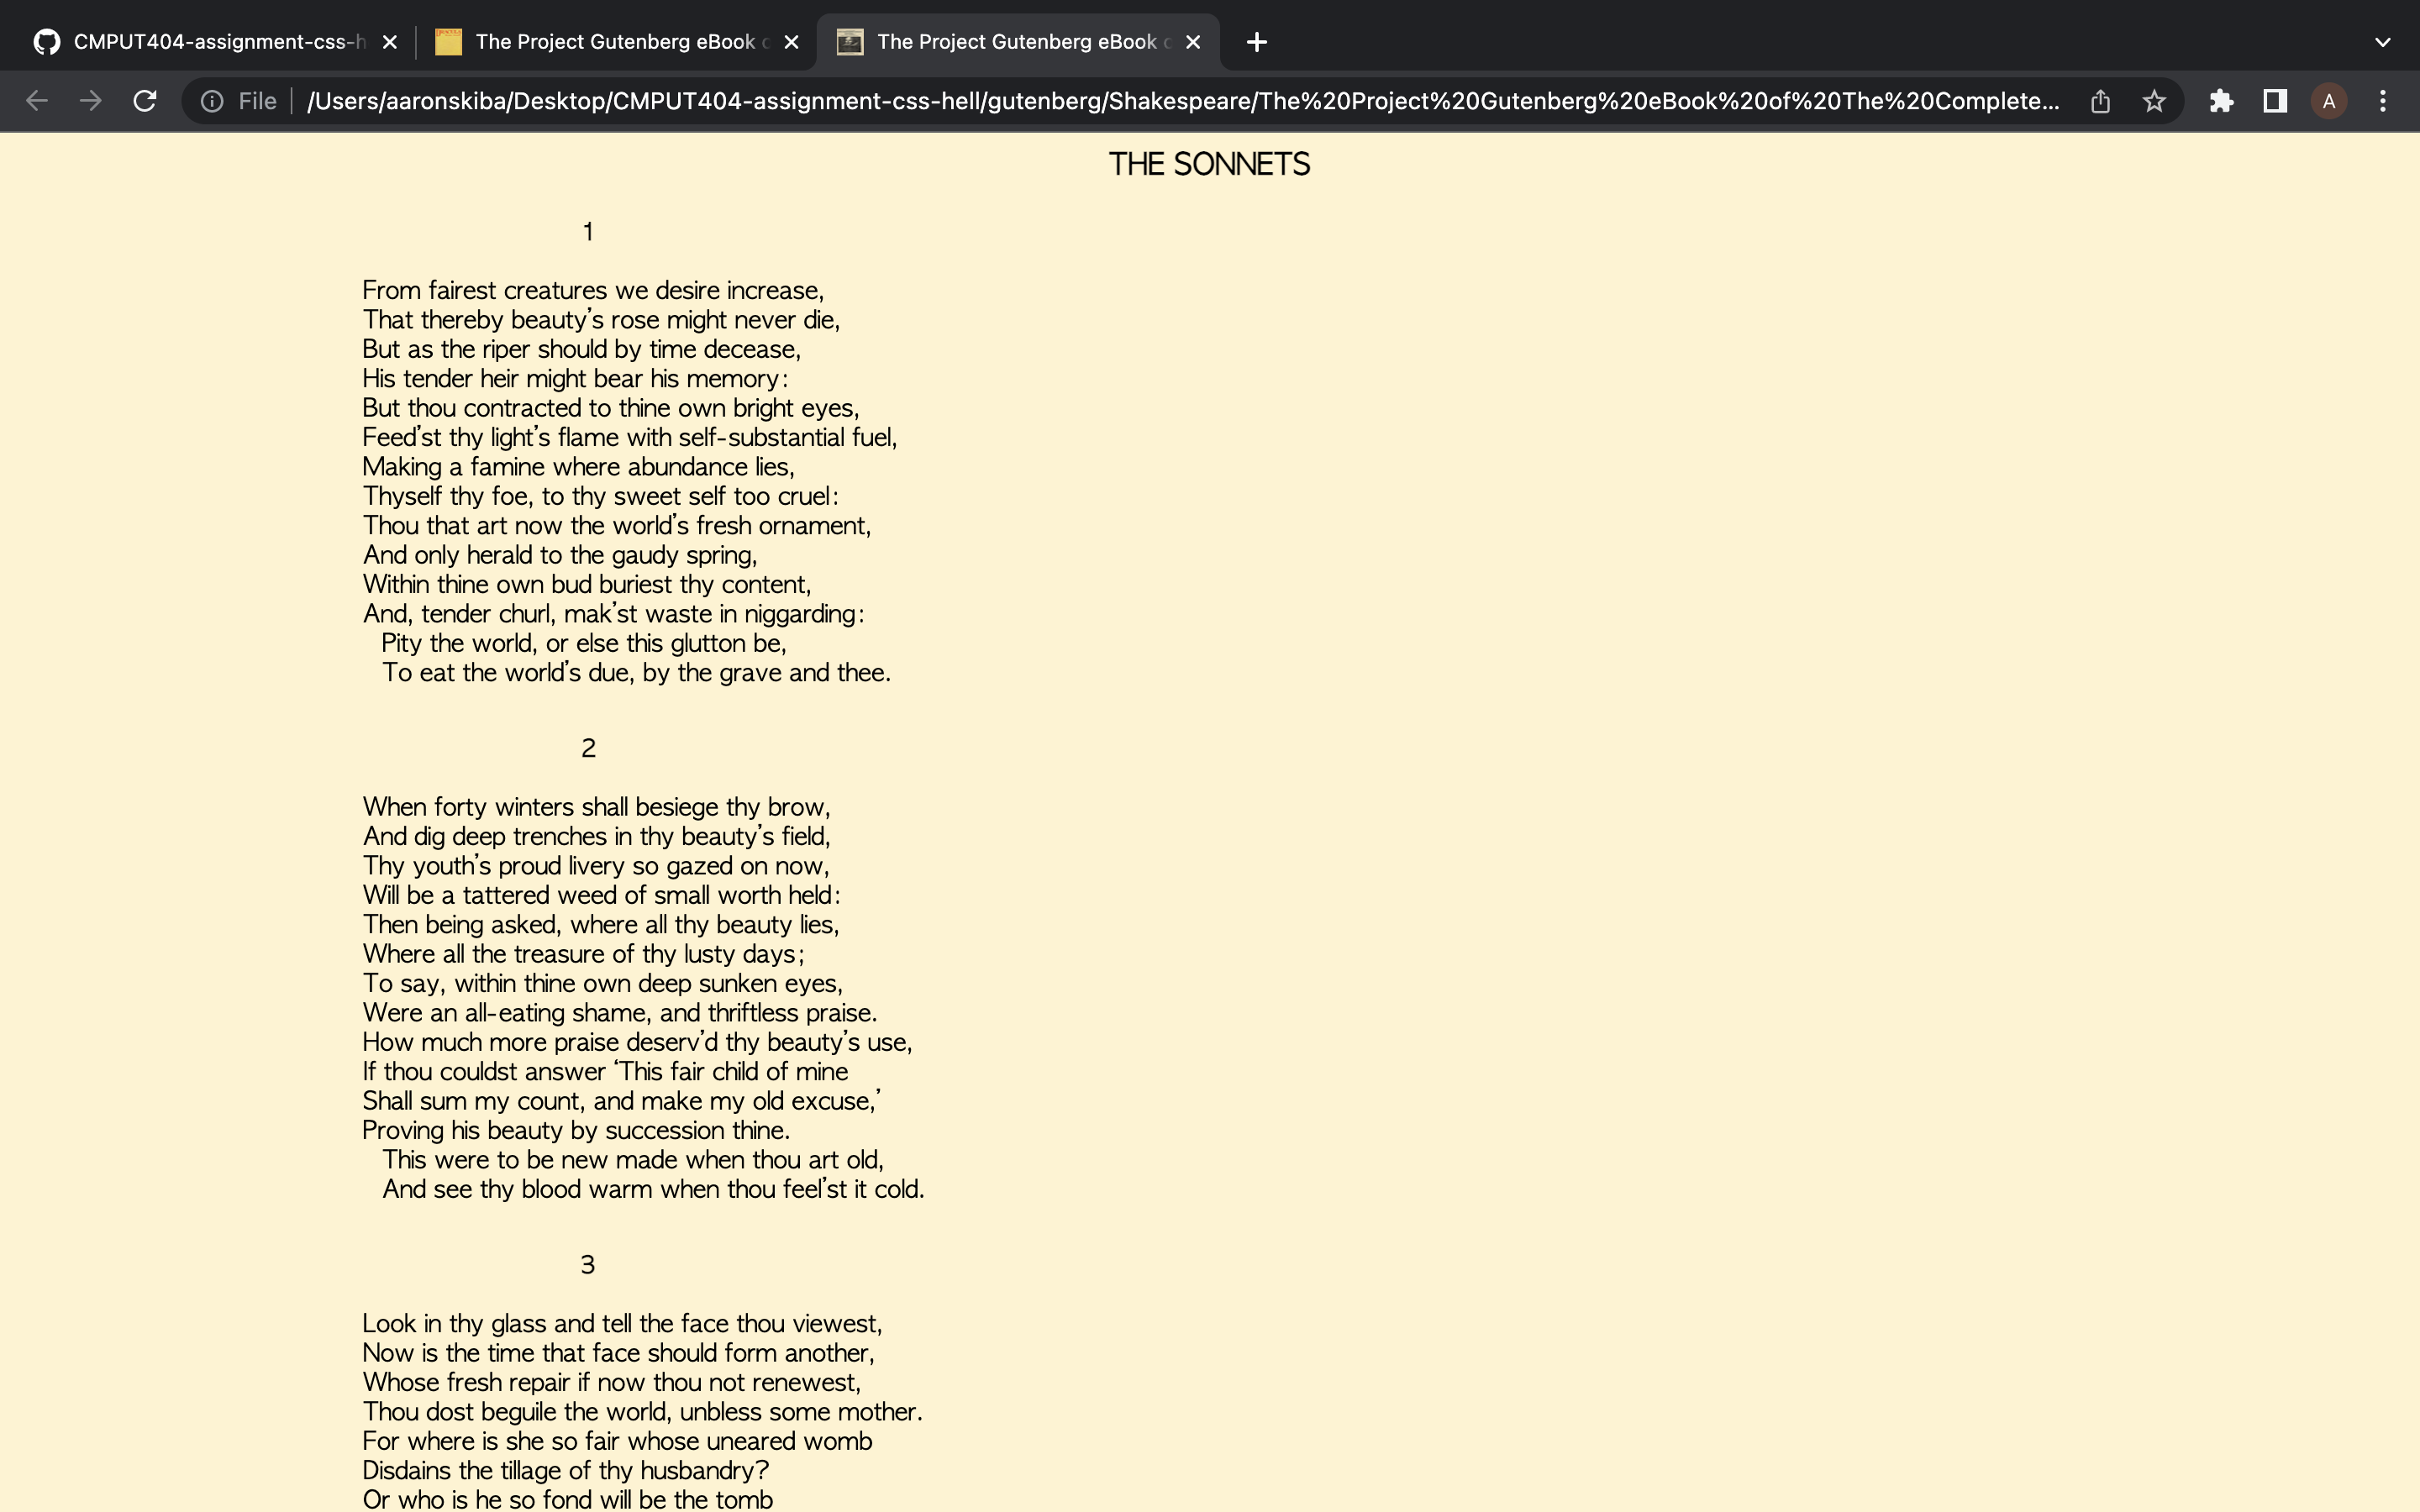 CMPUT404-assignment-css-h
The Project Gutenberg eBook o
The Project Gutenberg eBook o
File
/Users/aaronskiba/Desktop/CMPUT404-assignment-css-hell/gutenberg/Shakespeare/The%20Project%20Gutenberg%20eBook%20of%20The%20Complete...
A
THE SONNETS
1
From fairest creatures we desire increase,
That thereby beauty’s rose might never die,
But as the riper should by time decease,
His tender heir might bear his memory:
But thou contracted to thine own bright eyes,
Feed’st thy light’s flame with self-substantial fuel,
Making a famine where abundance lies,
Thyself thy foe, to thy sweet self too cruel:
Thou that art now the world’s fresh ornament,
And only herald to the gaudy spring,
Within thine own bud buriest thy content,
And, tender churl, mak’st waste in niggarding:
Pity the world, or else this glutton be,
To eat the world’s due, by the grave and thee.
2
When forty winters shall besiege thy brow,
And dig deep trenches in thy beauty’s field,
Thy youth’s proud livery so gazed on now,
Will be a tattered weed of small worth held:
Then being asked, where all thy beauty lies,
Where all the treasure of thy lusty days;
To say, within thine own deep sunken eyes,
Were an all-eating shame, and thriftless praise.
How much more praise deserv’d thy beauty’s use,
If thou couldst answer ‘This fair child of mine
Shall sum my count, and make my old excuse,’
Proving his beauty by succession thine.
This were to be new made when thou art old,
And see thy blood warm when thou feel’st it cold.
3
Look in thy glass and tell the face thou viewest,
Now is the time that face should form another,
Whose fresh repair if now thou not renewest,
Thou dost beguile the world, unbless some mother.
For where is she so fair whose uneared womb
Disdains the tillage of thy husbandry?
Or who is he so fond will be the tomb